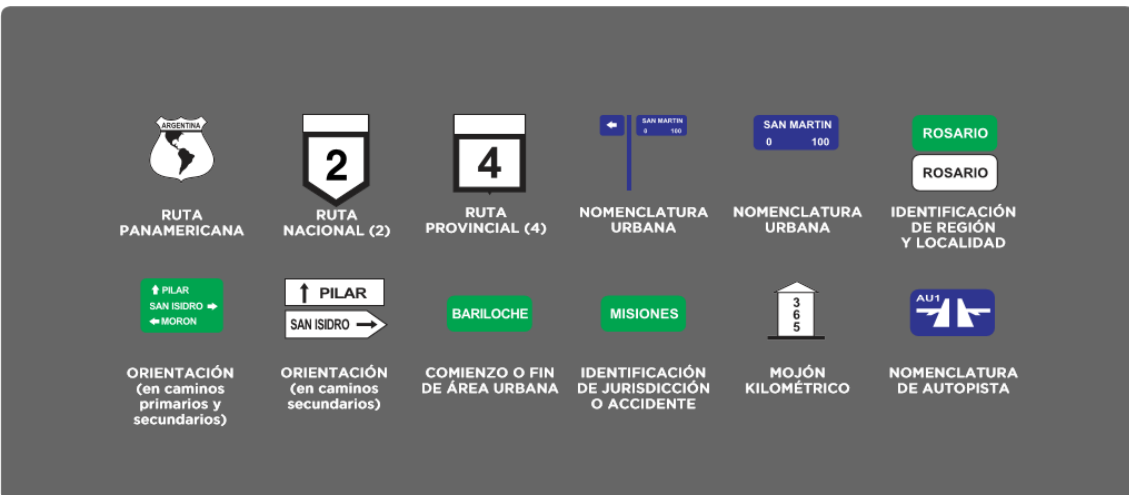 ARGENTINA
RUTA
PANAMERICANA
2
RUTA
NACIONAL (2)
4
RUTA
PROVINCIAL (4)
SAN MARTIN
0 100
NOMENCLATURA
URBANA
SAN MARTIN
0 100
NOMENCLATURA
URBANA
ROSARIO
ROSARIO
IDENTIFICACIÓN
DE REGIÓN
Y LOCALIDAD
PILAR
SAN ISIDRO
MORON
ORIENTACIÓN
(en caminos
primarios y
secundarios)
PILAR
SAN ISIDRO
ORIENTACIÓN
(en caminos
secundarios)
BARILOCHE
COMIENZO O FIN
DE ÁREA URBANA
MISIONES
IDENTIFICACIÓN
DE JURISDICCIÓN
O ACCIDENTE
3
6
5
MOJÓN
KILOMÉTRICO
AU1
NOMENCLATURA
DE AUTOPISTA